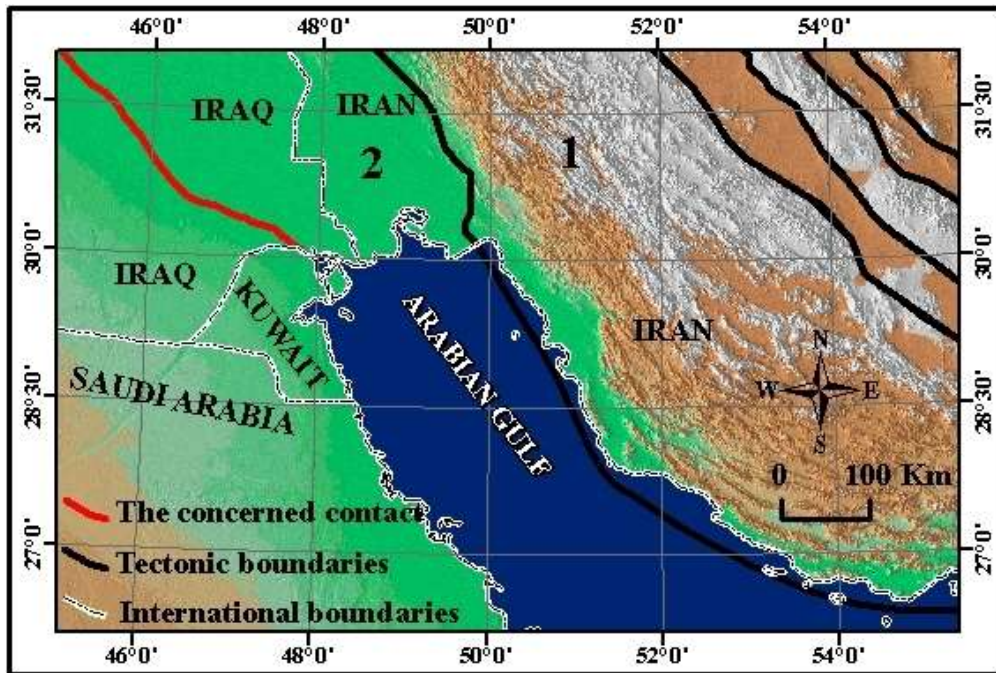 46°0'
48°0'
50°0'
52°0'
54°0'
31°30'
31°30'
IRAQ
IRAN
2
1
30°0'
30°0'
IRAQ
KUWAIT
ARABIAN GULF
IRAN
N
W
E
S
28°30'
28°30'
SAUDI ARABIA
0
100 Km
The concerned contact
Tectonic boundaries
International boundaries
27°0'
27°0'
46°0'
48°0'
50°0'
52°0'
54°0'